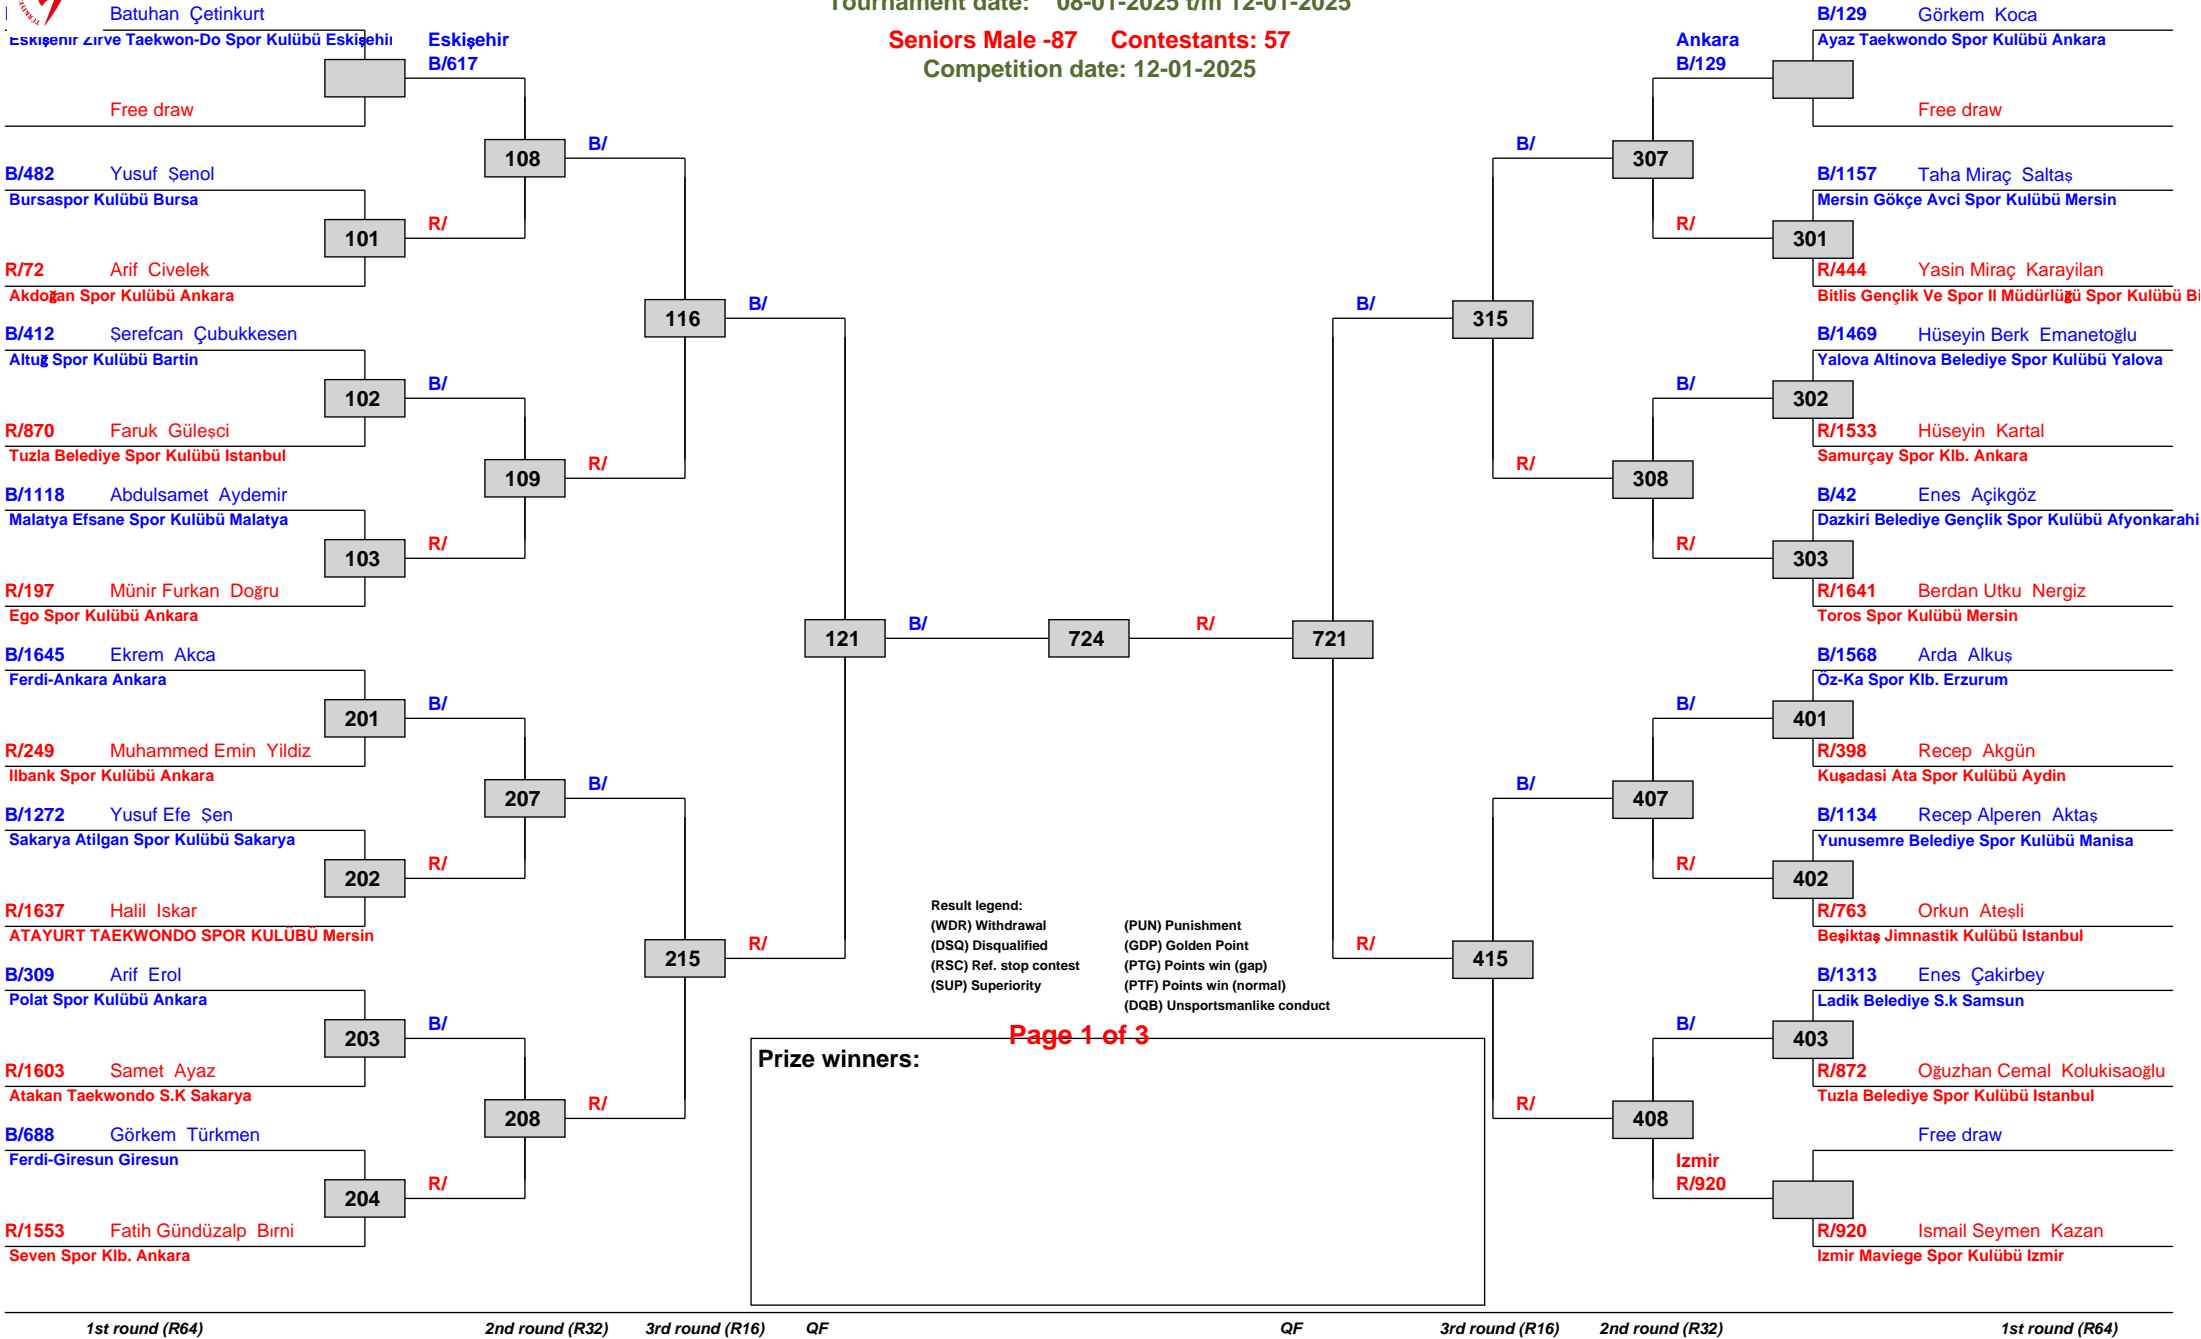 Tournament date: 08-01-2025 t/m 12-01-2025
Seniors Male -87 Contestants: 57
Competition date: 12-01-2025
Batuhan Çetinkurt
Eskişehir Zirve Taekwon-Do Spor Kulübü Eskişehi
Free draw
B/482 Yusuf Şenol
Bursaspor Kulübü Bursa
R/72 Arif Civelek
Akdoğan Spor Kulübü Ankara
B/412 Şerefcan Çubukkesen
Altuğ Spor Kulübü Bartin
R/870 Faruk Güleşci
Tuzla Belediye Spor Kulübü Istanbul
B/1118 Abdulsamet Aydemir
Malatya Efsane Spor Kulübü Malatya
R/197 Münir Furkan Doğru
Ego Spor Kulübü Ankara
B/1645 Ekrem Akca
Ferdi-Ankara Ankara
R/249 Muhammed Emin Yildiz
Ilbank Spor Kulübü Ankara
B/1272 Yusuf Efe Şen
Sakarya Atilgan Spor Kulübü Sakarya
R/1637 Halil Iskar
ATAYURT TAEKWONDO SPOR KULÜBÜ Mersin
B/309 Arif Erol
Polat Spor Kulübü Ankara
R/1603 Samet Ayaz
Atakan Taekwondo S.K Sakarya
B/688 Görkem Türkmen
Ferdi-Giresun Giresun
R/1553 Fatih Gündüzalp Bırni
Seven Spor Klb. Ankara
101
102
103
201
202
203
204
Eskişehir
B/617
R/
B/
R/
B/
R/
B/
R/
108
109
207
208
B/
R/
B/
R/
116
215
B/
R/
121
B/
724
R/
721
B/
R/
315
415
B/
R/
B/
R/
307
308
407
408
Ankara
B/129
R/
B/
R/
B/
R/
B/
Izmir
R/920
301
302
303
401
402
403
B/129 Görkem Koca
Ayaz Taekwondo Spor Kulübü Ankara
Free draw
B/1157 Taha Miraç Saltaş
Mersin Gökçe Avci Spor Kulübü Mersin
R/444 Yasin Miraç Karayilan
Bitlis Gençlik Ve Spor Il Müdürlüğü Spor Kulübü Bi
B/1469 Hüseyin Berk Emanetoğlu
Yalova Altinova Belediye Spor Kulübü Yalova
R/1533 Hüseyin Kartal
Samurçay Spor Klb. Ankara
B/42 Enes Açikgöz
Dazkiri Belediye Gençlik Spor Kulübü Afyonkarahi
R/1641 Berdan Utku Nergiz
Toros Spor Kulübü Mersin
B/1568 Arda Alkuş
Öz-Ka Spor Klb. Erzurum
R/398 Recep Akgün
Kuşadasi Ata Spor Kulübü Aydin
B/1134 Recep Alperen Aktaş
Yunusemre Belediye Spor Kulübü Manisa
R/763 Orkun Ateşli
Beşiktaş Jimnastik Kulübü Istanbul
B/1313 Enes Çakirbey
Ladik Belediye S.k Samsun
R/872 Oğuzhan Cemal Kolukisaoğlu
Tuzla Belediye Spor Kulübü Istanbul
Free draw
R/920 Ismail Seymen Kazan
Izmir Maviege Spor Kulübü Izmir
Result legend:
(WDR) Withdrawal (PUN) Punishment
(DSQ) Disqualified (GDP) Golden Point
(RSC) Ref. stop contest (PTG) Points win (gap)
(SUP) Superiority (PTF) Points win (normal)
(DQB) Unsportsmanlike conduct
Page 1 of 3
Prize winners:
1st round (R64) 2nd round (R32) 3rd round (R16) QF QF 3rd round (R16) 2nd round (R32) 1st round (R64)